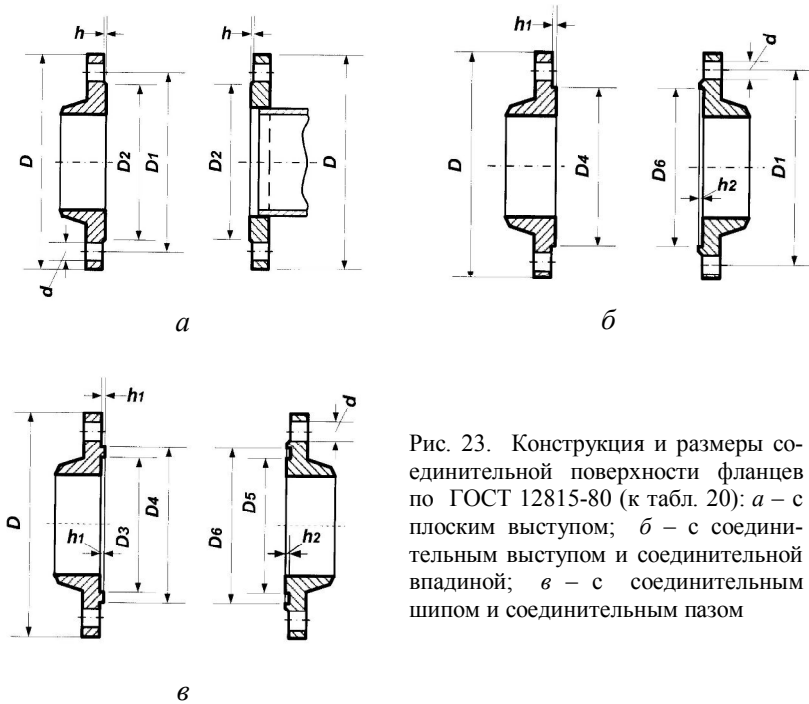 h
h
D
D2
D1
D2
D
d
а
h1
d
D
D4
D6
h2
D1
б
h1
d
D
h1
D3
D4
D6
D5
h2
в
Рис. 23. Конструкция и размеры со-
единительной поверхности фланцев
по ГОСТ 12815-80 (к табл. 20): а – с
плоским выступом; б – с соедини-
тельным выступом и соединительной
впадиной; в – с соединительным
шипом и соединительным пазом